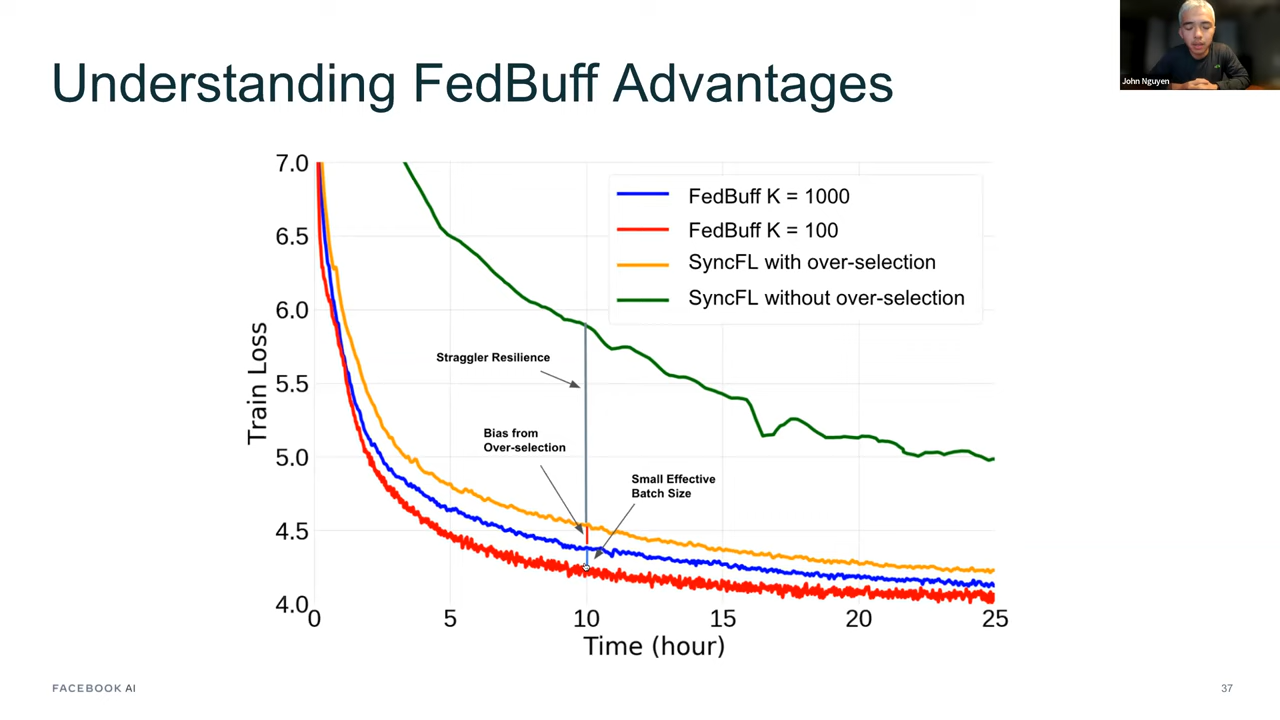 Understanding FedBuff Advantages
John Nguyen
7.0
6.5
6.0
5.5
5.0
4.5
4.0
Train Loss
FedBuff K = 1000
FedBuff K = 100
SyncFL with over-selection
SyncFL without over-selection
Straggler Resilience
Bias from
Over-selection
Small Effective
Batch Size
0 5 10 15 20 25
Time (hour)
FACEBOOK AI
37